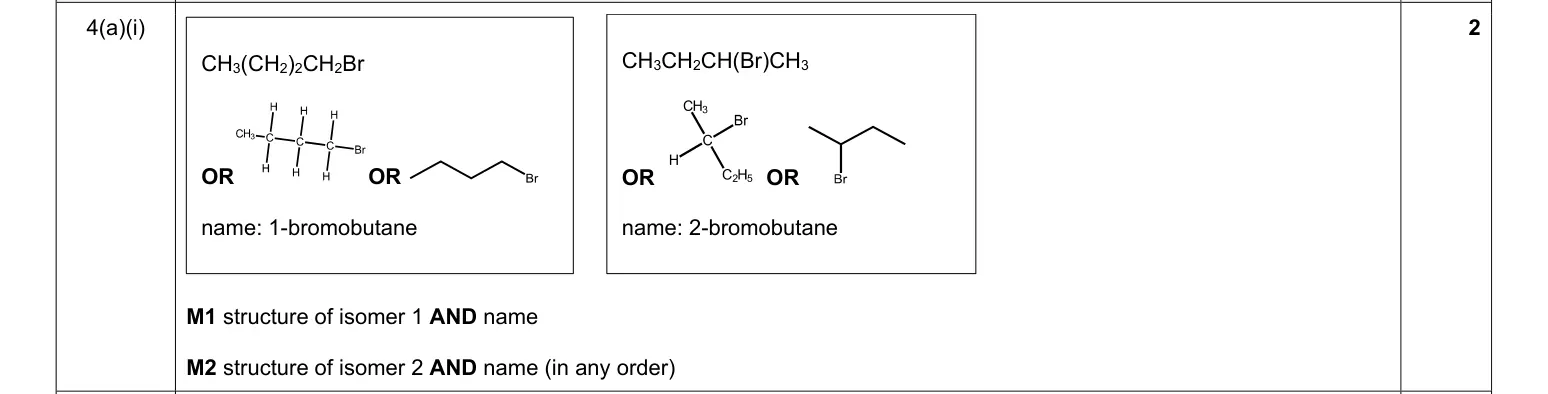 4(a)(i)
2
CH3(CH2)2CH2Br
H H H
CH3 C C C Br
H H H
OR
OR
Br
name: 1-bromobutane
CH3CH2CH(Br)CH3
CH3
Br
C
H
C2H5
OR
OR
Br
name: 2-bromobutane
M1 structure of isomer 1 AND name
M2 structure of isomer 2 AND name (in any order)